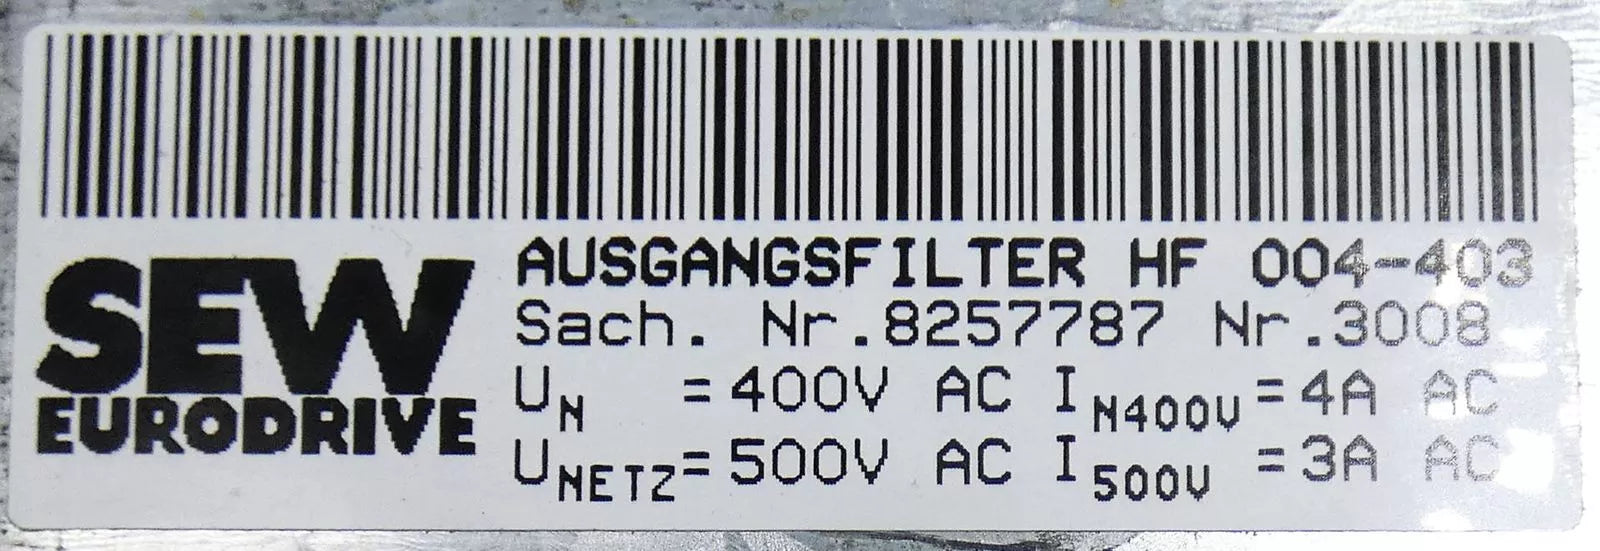 SEW
EURODRIVE
AUSGANGSFILTER HF 004-403
Sach. Nr.8257787 Nr.3008
UN =400V AC IN400V=4A AC
UNETZ=500V AC I500V =3A AC